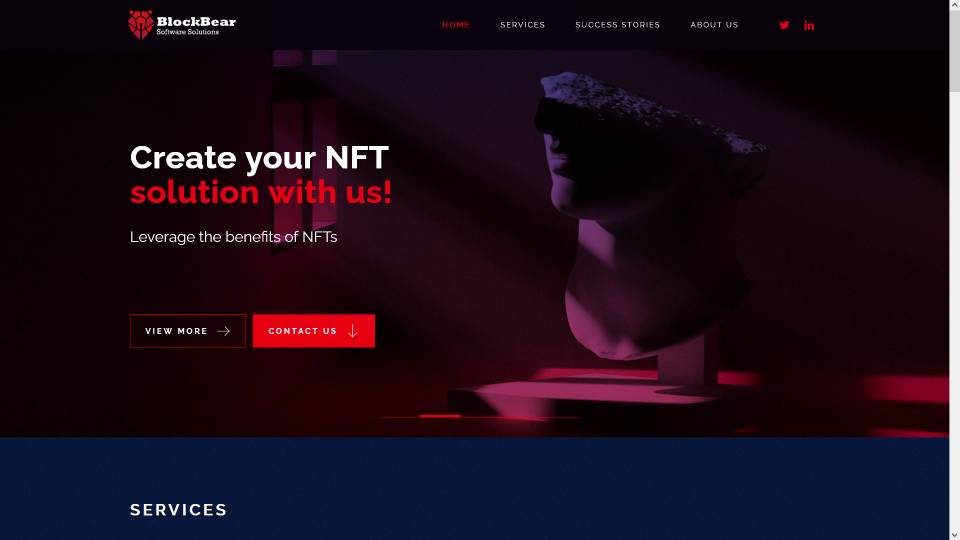 BlockBear
Software Solutions
HOME
SERVICES
SUCCESS STORIES
ABOUT US
Create your NFT
solution with us!
Leverage the benefits of NFTs
VIEW MORE
CONTACT US
SERVICES